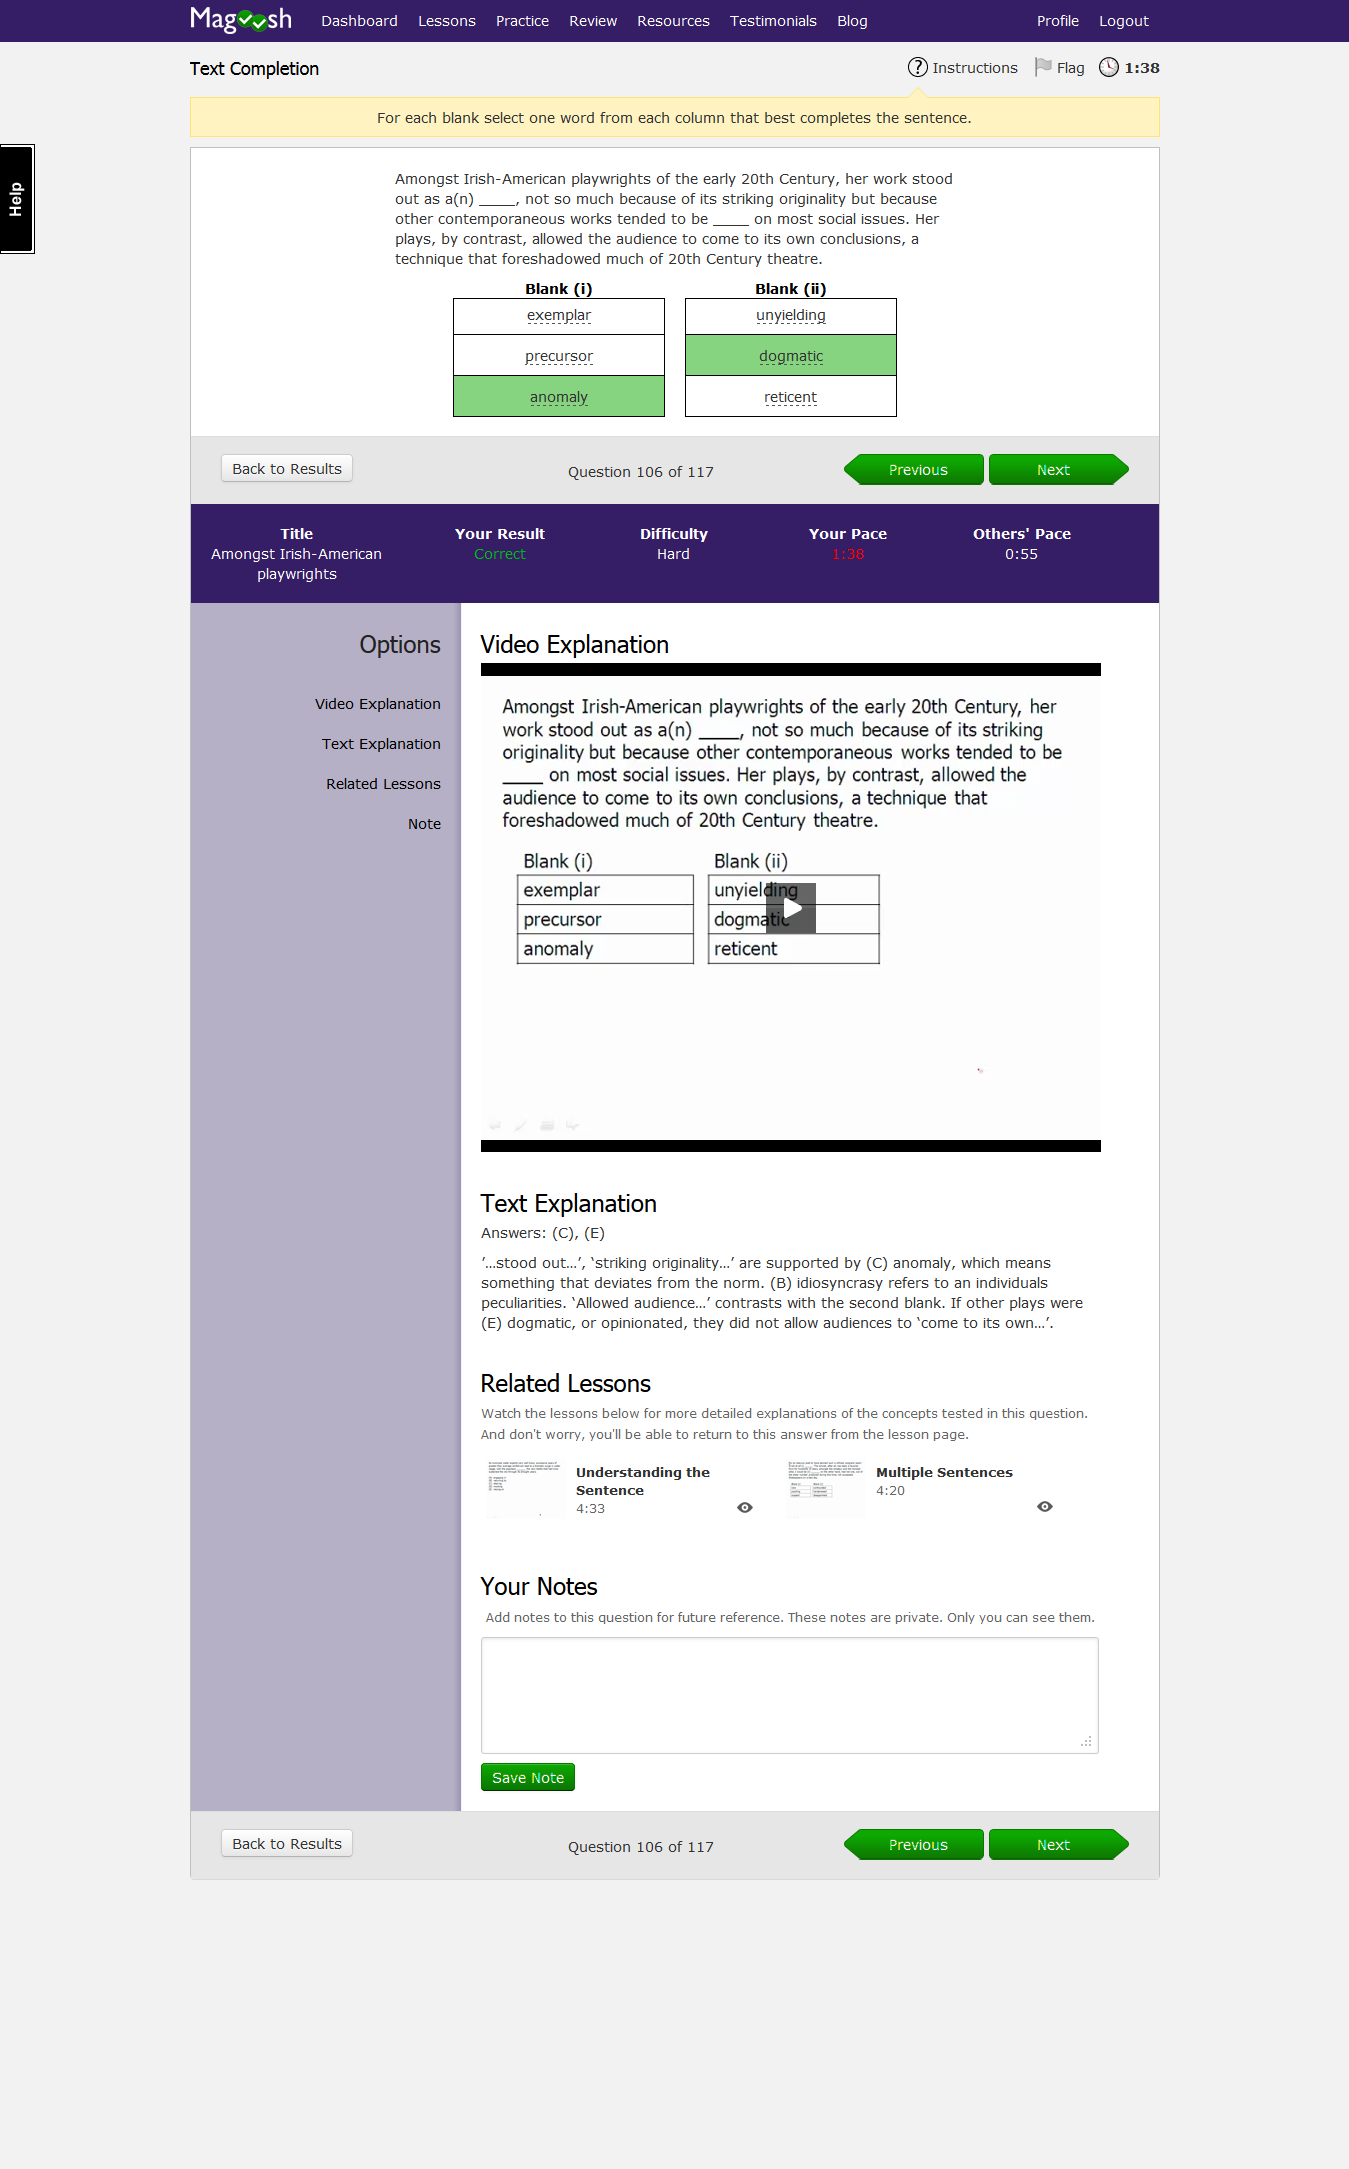 Magoosh Dashboard Lessons Practice Review Resources Testimonials Blog Profile Logout
Text Completion
Instructions Flag 1:38
For each blank select one word from each column that best completes the sentence.
Help
Amongst Irish-American playwrights of the early 20th Century, her work stood
out as a(n) ____, not so much because of its striking originality but because
other contemporaneous works tended to be ____ on most social issues. Her
plays, by contrast, allowed the audience to come to its own conclusions, a
technique that foreshadowed much of 20th Century theatre.
Blank (i) Blank (ii)
exemplar unyielding
precursor dogmatic
anomaly reticent
Back to Results Question 106 of 117 Previous Next
Title Your Result Difficulty Your Pace Others' Pace
Amongst Irish-American Correct Hard 1:38 0:55
playwrights
Options
Video Explanation
Text Explanation
Related Lessons
Note
Video Explanation
Amongst Irish-American playwrights of the early 20th Century, her
work stood out as a(n) ____, not so much because of its striking
originality but because other contemporaneous works tended to be
____ on most social issues. Her plays, by contrast, allowed the
audience to come to its own conclusions, a technique that
foreshadowed much of 20th Century theatre.
Blank (i) Blank (ii)
exemplar unyielding
precursor dogmatic
anomaly reticent
Text Explanation
Answers: (C), (E)
'...stood out...', 'striking originality...' are supported by (C) anomaly, which means
something that deviates from the norm. (B) idiosyncrasy refers to an individuals
peculiarities. 'Allowed audience...' contrasts with the second blank. If other plays were
(E) dogmatic, or opinionated, they did not allow audiences to 'come to its own...'.
Related Lessons
Watch the lessons below for more detailed explanations of the concepts tested in this question.
And don't worry, you'll be able to return to this answer from the lesson page.
Understanding the
Sentence
4:33
Multiple Sentences
4:20
Your Notes
Add notes to this question for future reference. These notes are private. Only you can see them.
Save Note
Back to Results Question 106 of 117 Previous Next